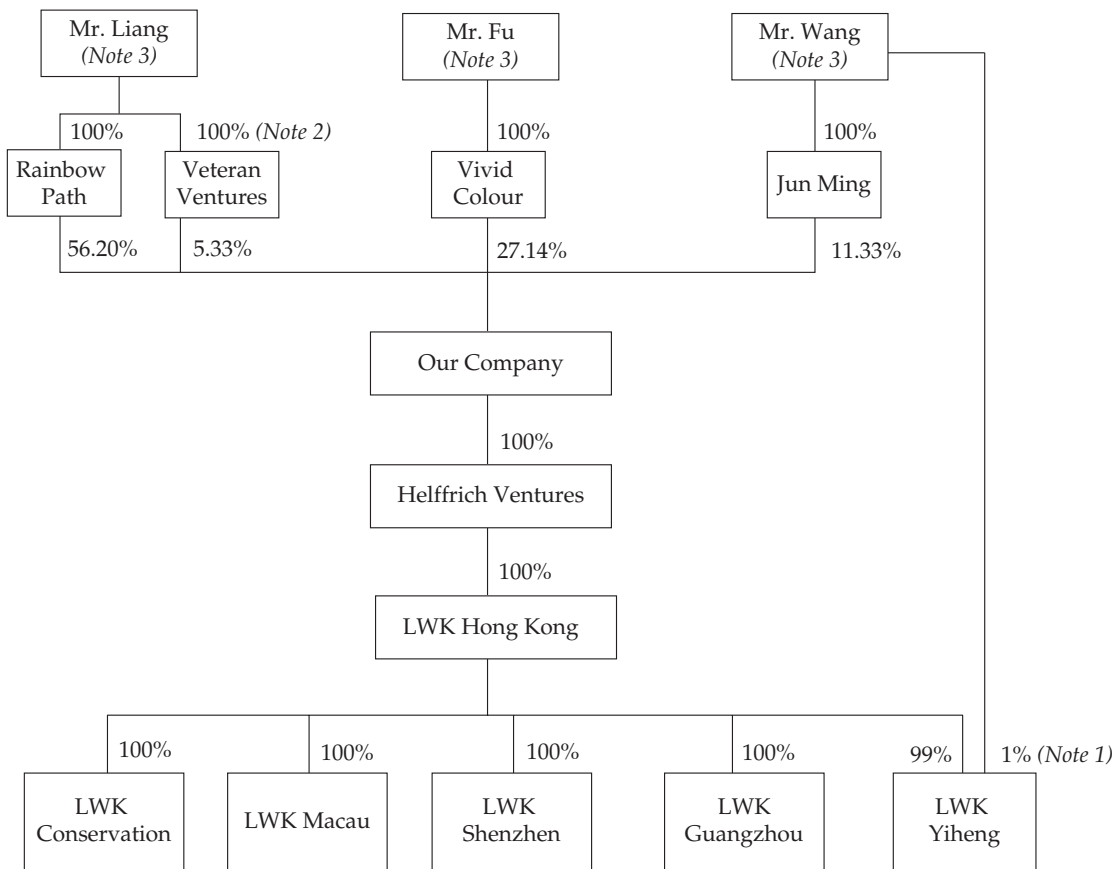 Mr. Liang
(Note 3)
Mr. Fu
(Note 3)
Mr. Wang
(Note 3)
100%
100% (Note 2)
100%
100%
Rainbow
Path
Veteran
Ventures
Vivid
Colour
Jun Ming
56.20%
5.33%
27.14%
11.33%
Our Company
100%
Helffrich Ventures
100%
LWK Hong Kong
100%
100%
100%
100%
99%
1% (Note 1)
LWK
Conservation
LWK Macau
LWK
Shenzhen
LWK
Guangzhou
LWK
Yiheng